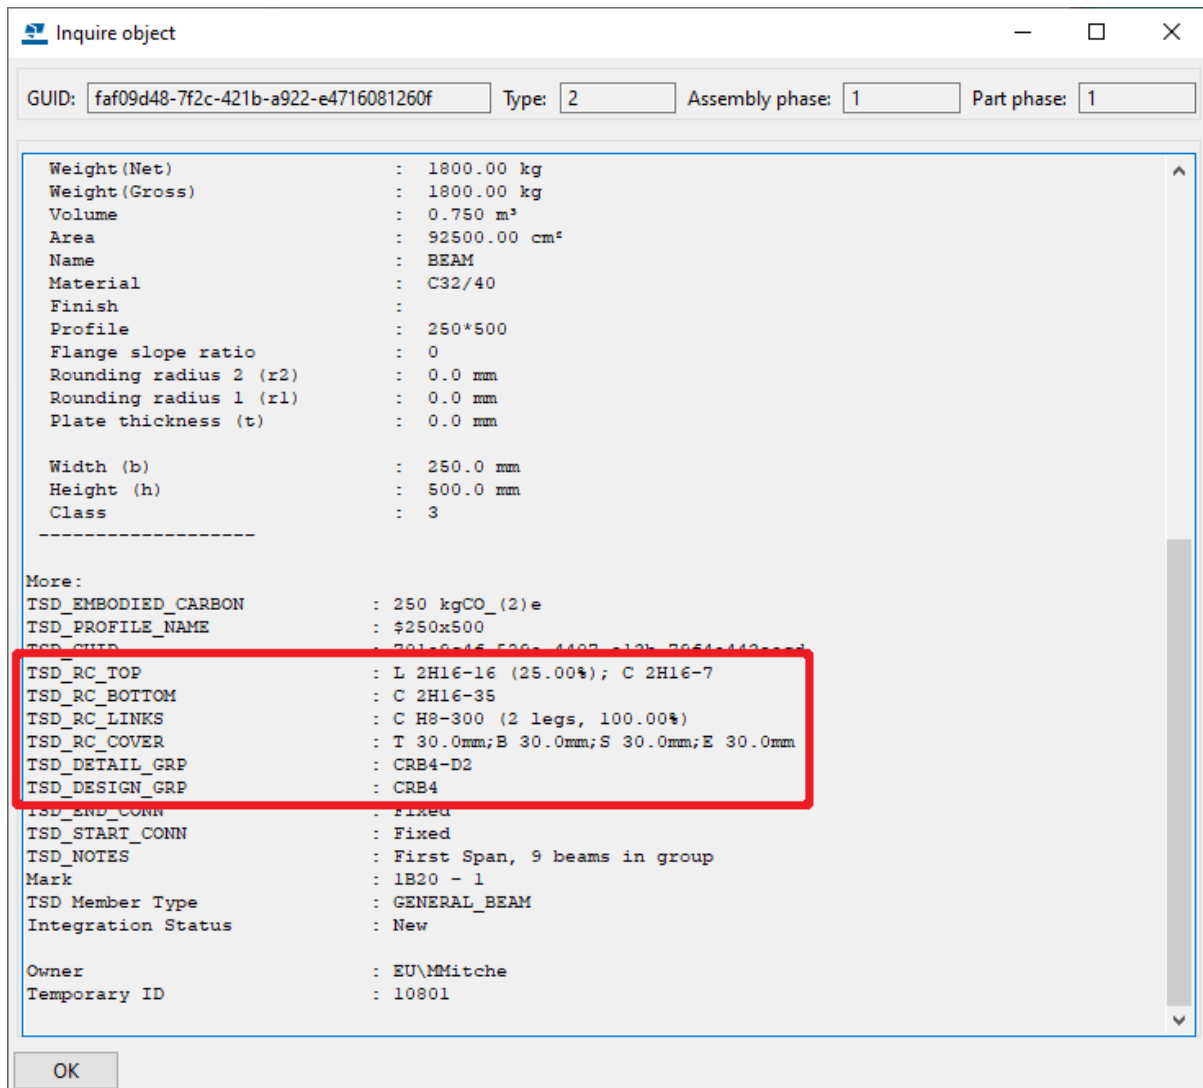 Inquire object
GUID: faf09d48-7f2c-421b-a922-e4716081260f Type: 2 Assembly phase: 1 Part phase: 1
Weight(Net) : 1800.00 kg
Weight(Gross) : 1800.00 kg
Volume : 0.750 m³
Area : 92500.00 cm²
Name : BEAM
Material : C32/40
Finish :
Profile : 250*500
Flange slope ratio : 0
Rounding radius 2 (r2) : 0.0 mm
Rounding radius 1 (r1) : 0.0 mm
Plate thickness (t) : 0.0 mm
Width (b) : 250.0 mm
Height (h) : 500.0 mm
Class : 3
-------------------
More:
TSD_EMBODIED_CARBON : 250 kgCO_(2)e
TSD_PROFILE_NAME : $250x500
TSD_GUID :
TSD_RC_TOP : L 2H16-16 (25.00%); C 2H16-7
TSD_RC_BOTTOM : C 2H16-35
TSD_RC_LINKS : C H8-300 (2 legs, 100.00%)
TSD_RC_COVER : T 30.0mm;B 30.0mm;S 30.0mm;E 30.0mm
TSD_DETAIL_GRP : CRB4-D2
TSD_DESIGN_GRP : CRB4
TSD_END_CONN : Fixed
TSD_START_CONN : Fixed
TSD_NOTES : First Span, 9 beams in group
Mark : 1B20 - 1
TSD Member Type : GENERAL_BEAM
Integration Status : New
Owner : EU\MMitche
Temporary ID : 10801
OK